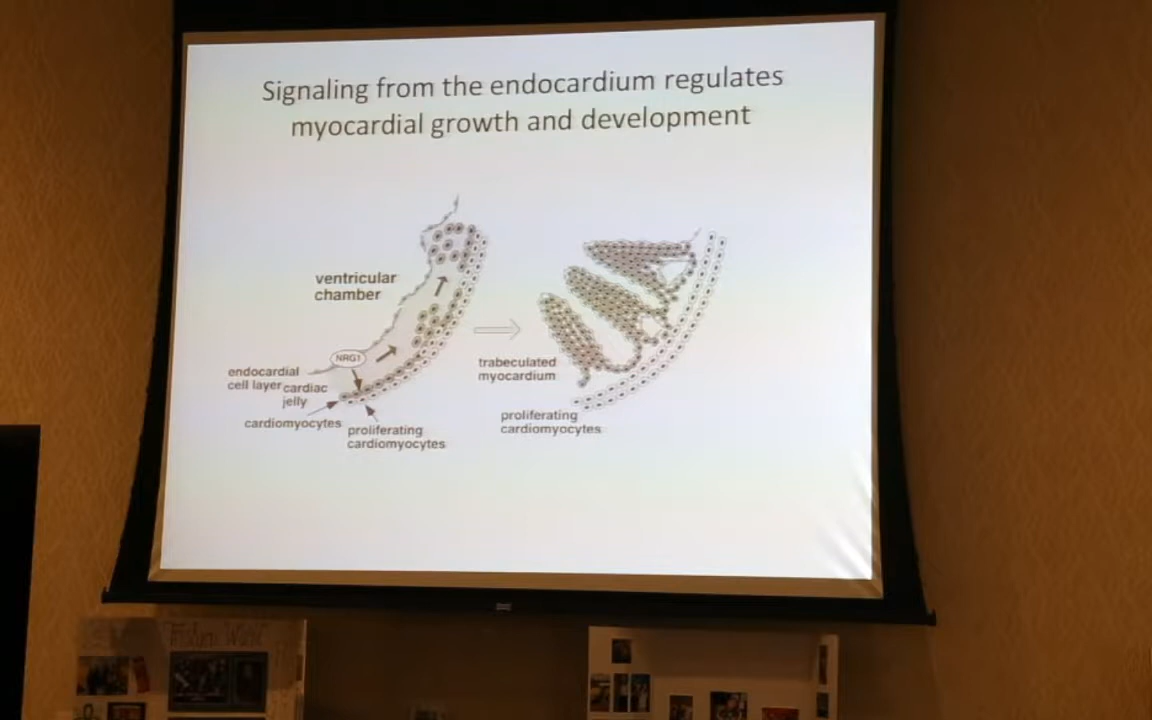 Signaling from the endocardium regulates
myocardial growth and development
ventricular
chamber
NRG1
endocardial
cell layer
cardiac
jelly
cardiomyocytes
proliferating
cardiomyocytes
trabeculated
myocardium
proliferating
cardiomyocytes